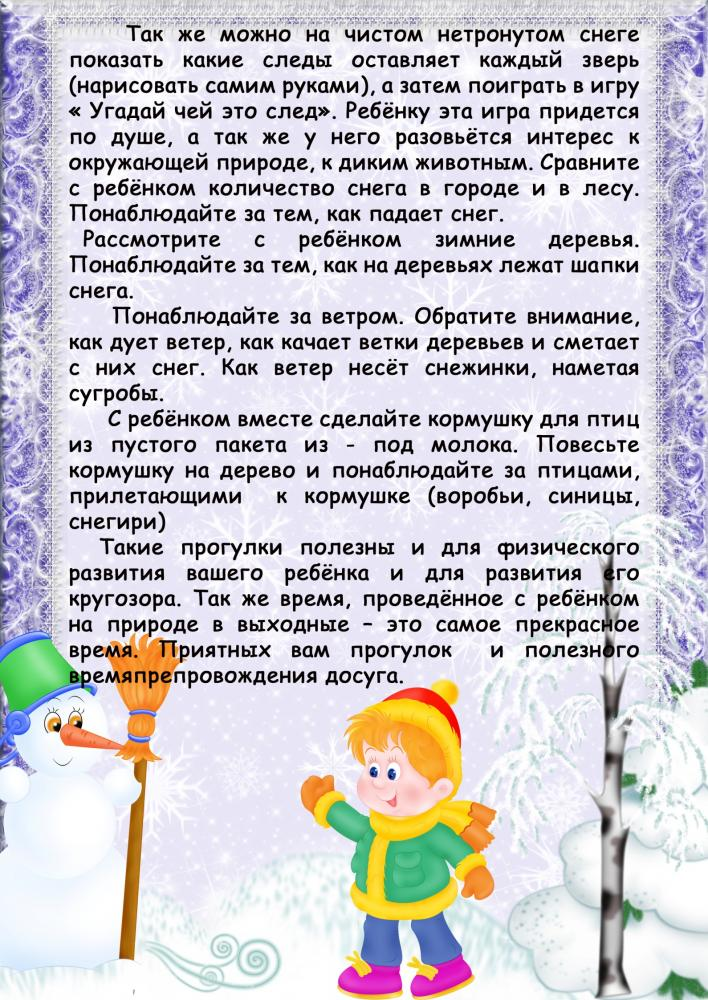 Так же можно на чистом нетронутом снеге
показать какие следы оставляет каждый зверь
(нарисовать самим руками), а затем поиграть в игру
« Угадай чей это след». Ребёнку эта игра придется
по душе, а так же у него разовьётся интерес к
окружающей природе, к диким животным. Сравните
с ребёнком количество снега в городе и в лесу.
Понаблюдайте за тем, как падает снег.
Рассмотрите с ребёнком зимние деревья.
Понаблюдайте за тем, как на деревьях лежат шапки
снега.
Понаблюдайте за ветром. Обратите внимание,
как дует ветер, как качает ветки деревьев и сметает
с них снег. Как ветер несёт снежинки, наметая
сугробы.
С ребёнком вместе сделайте кормушку для птиц
из пустого пакета из - под молока. Повесьте
кормушку на дерево и понаблюдайте за птицами,
прилетающими к кормушке (воробьи, синицы,
снегири)
Такие прогулки полезны и для физического
развития вашего ребёнка и для развития его
кругозора. Так же время, проведённое с ребёнком
на природе в выходные – это самое прекрасное
время. Приятных вам прогулок и полезного
времяпрепровождения досуга.